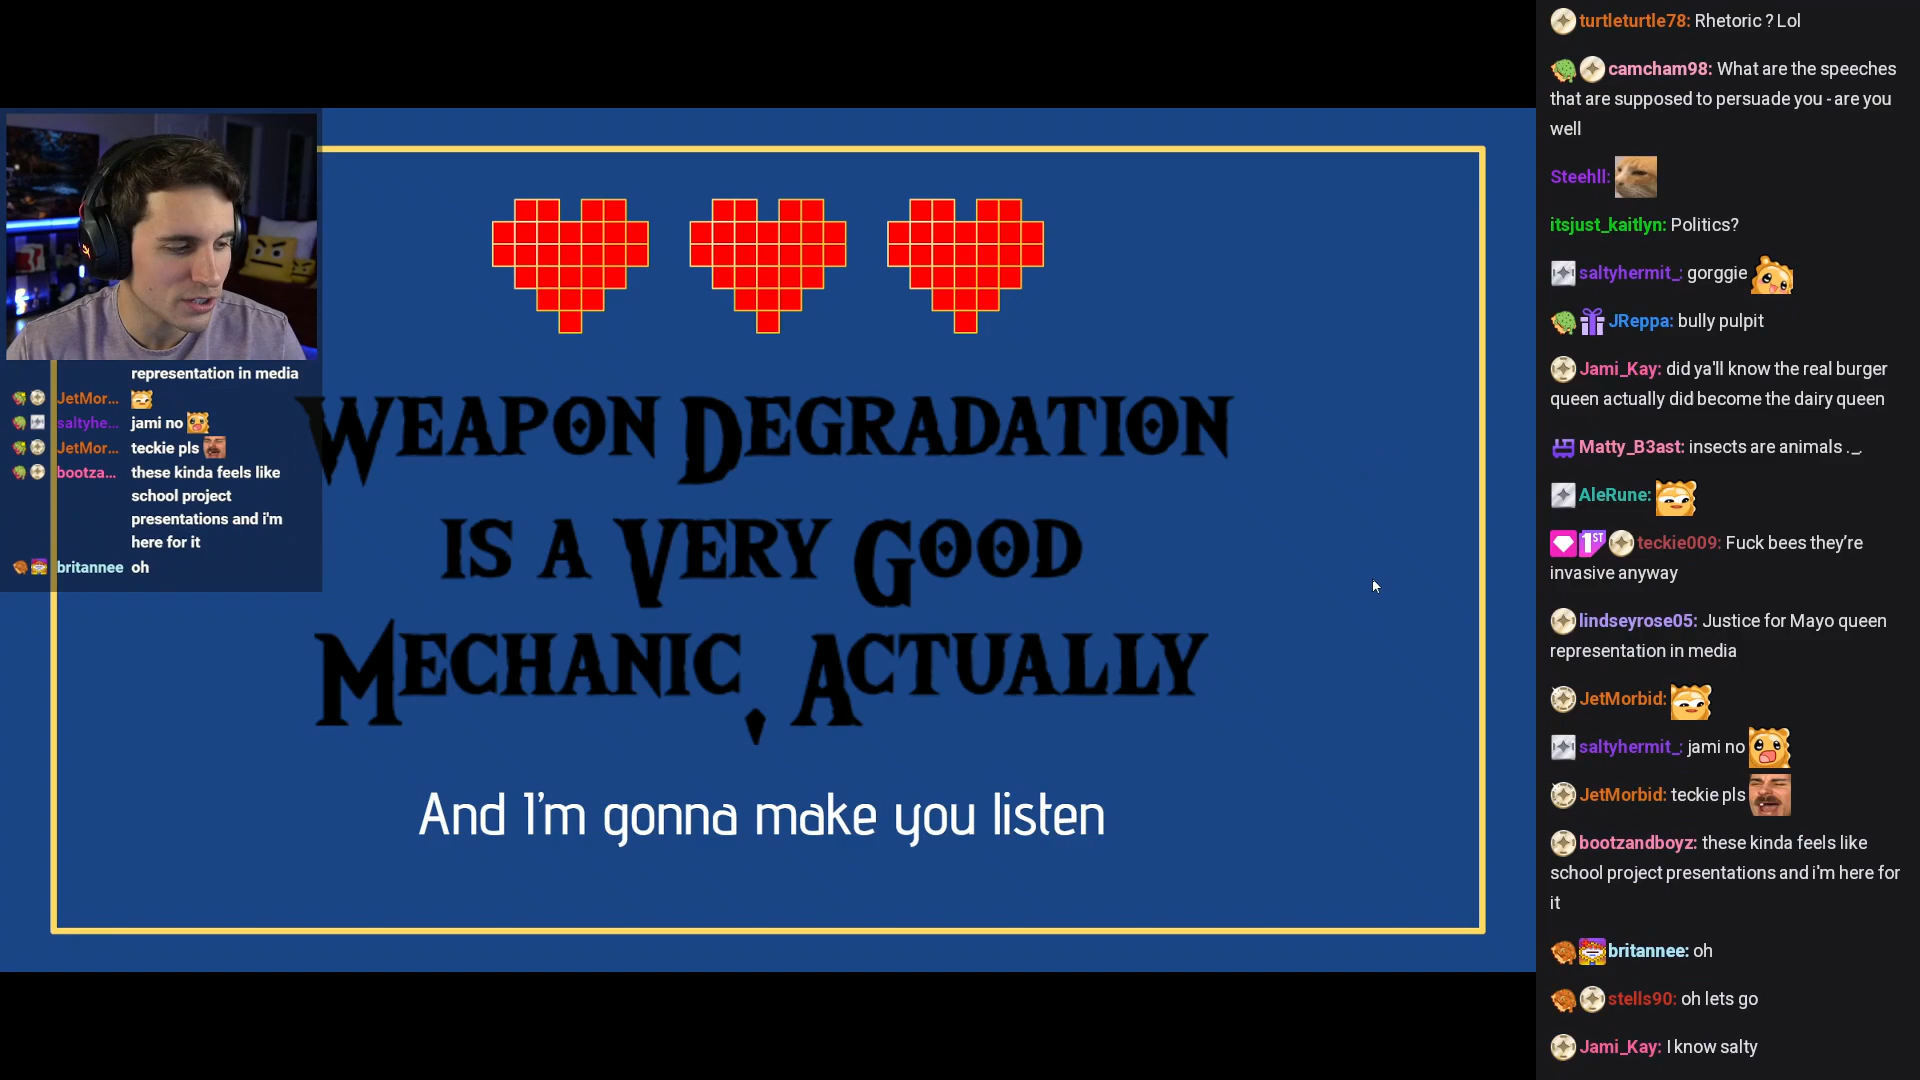 representation in media
JetMor...
saltyhe... jami no
JetMor... teckie pls
bootza... these kinda feels like
school project
presentations and i'm
here for it
britannee oh
WEAPON DEGRADATION
IS A VERY GOOD
MECHANIC, ACTUALLY
And I'm gonna make you listen
turtleturtle78: Rhetoric ? Lol
camcham98: What are the speeches
that are supposed to persuade you - are you
well
Steehll:
itsjust_kaitlyn: Politics?
saltyhermit_: gorggie
JReppa: bully pulpit
Jami_Kay: did ya'll know the real burger
queen actually did become the dairy queen
Matty_B3ast: insects are animals ._.
AleRune:
1ST teckie009: Fuck bees they’re
invasive anyway
lindseyrose05: Justice for Mayo queen
representation in media
JetMorbid:
saltyhermit_: jami no
JetMorbid: teckie pls
bootzandboyz: these kinda feels like
school project presentations and i'm here for
it
britannee: oh
stells90: oh lets go
Jami_Kay: I know salty